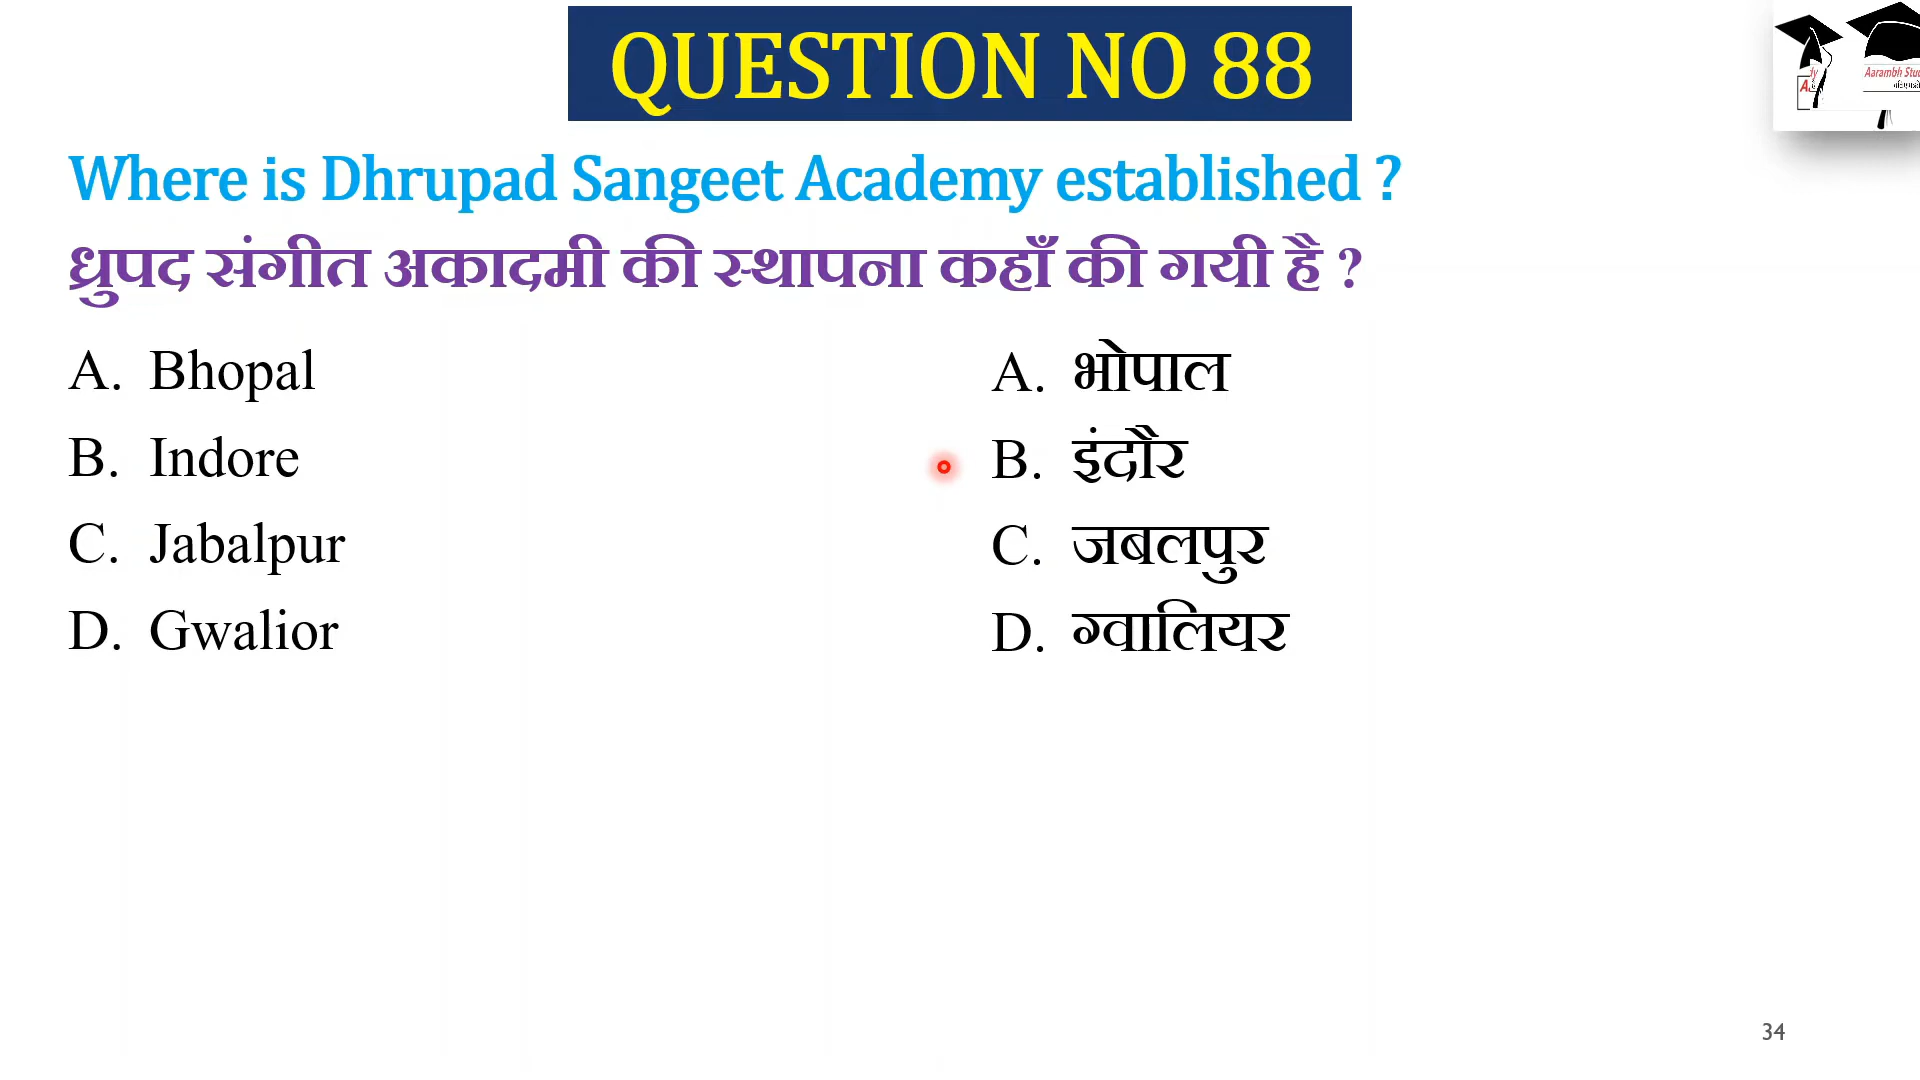 QUESTION NO 88
Where is Dhrupad Sangeet Academy established ?
ध्रुपद संगीत अकादमी की स्थापना कहाँ की गयी है ?
A. Bhopal
B. Indore
C. Jabalpur
D. Gwalior
A. भोपाल
B. इंदौर
C. जबलपुर
D. ग्वालियर
Aarambh
34